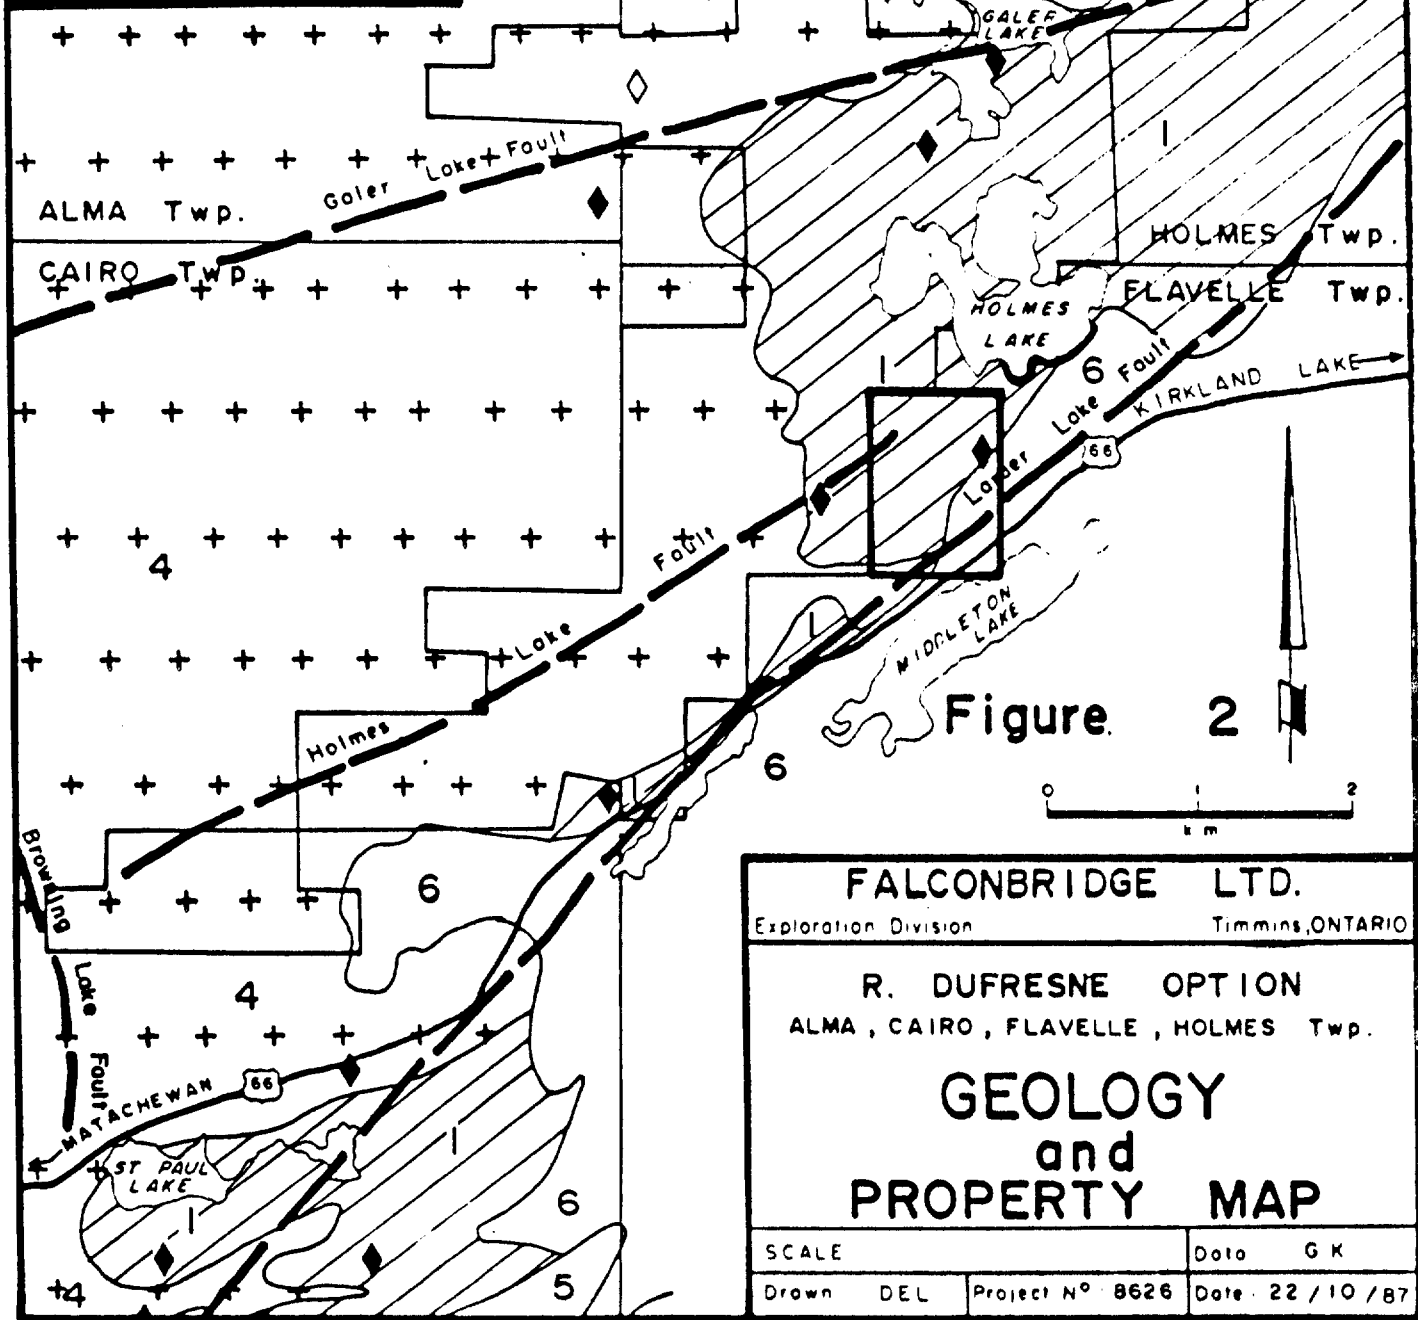 GALER
LAKE
Galer Lake Fault
1
ALMA Twp.
HOLMES Twp.
CAIRO Twp.
FLAVELLE Twp.
HOLMES
LAKE
1
6
Larder Lake Fault
KIRKLAND LAKE
66
4
Holmes Lake Fault
MIDDLETON
LAKE
1
Figure 2
6
1
0 1 2
km
Browning Lake Fault
6
4
MATACHEWAN
66
1
ST PAUL
LAKE
1
6
4
5
FALCONBRIDGE LTD.
Exploration Division Timmins, ONTARIO
R. DUFRESNE OPTION
ALMA, CAIRO, FLAVELLE, HOLMES Twp.
GEOLOGY
and
PROPERTY MAP
SCALE
Data GK
Drawn DEL
Project Nº 8626
Date 22/10/87